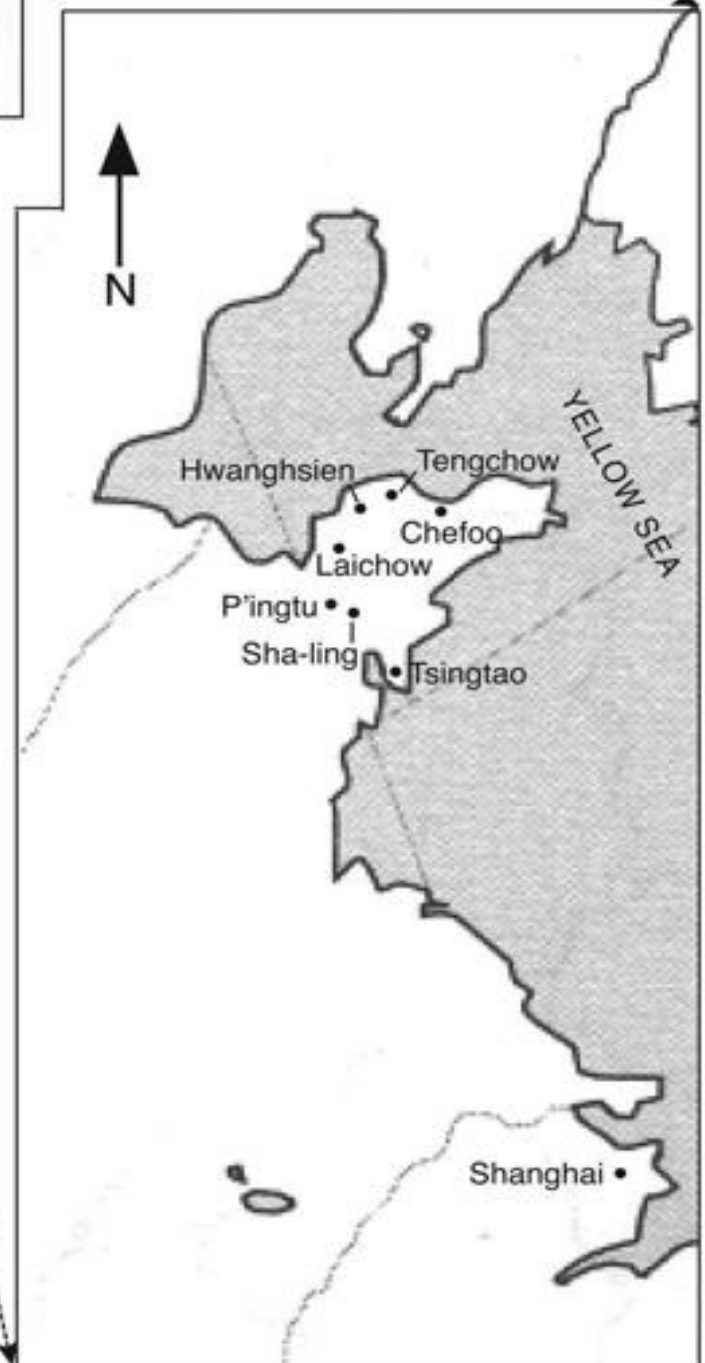 N
Hwanghsien
Tengchow
Chefoo
YELLOW SEA
Laichow
P'ingtu
Sha-ling
Tsingtao
Shanghai